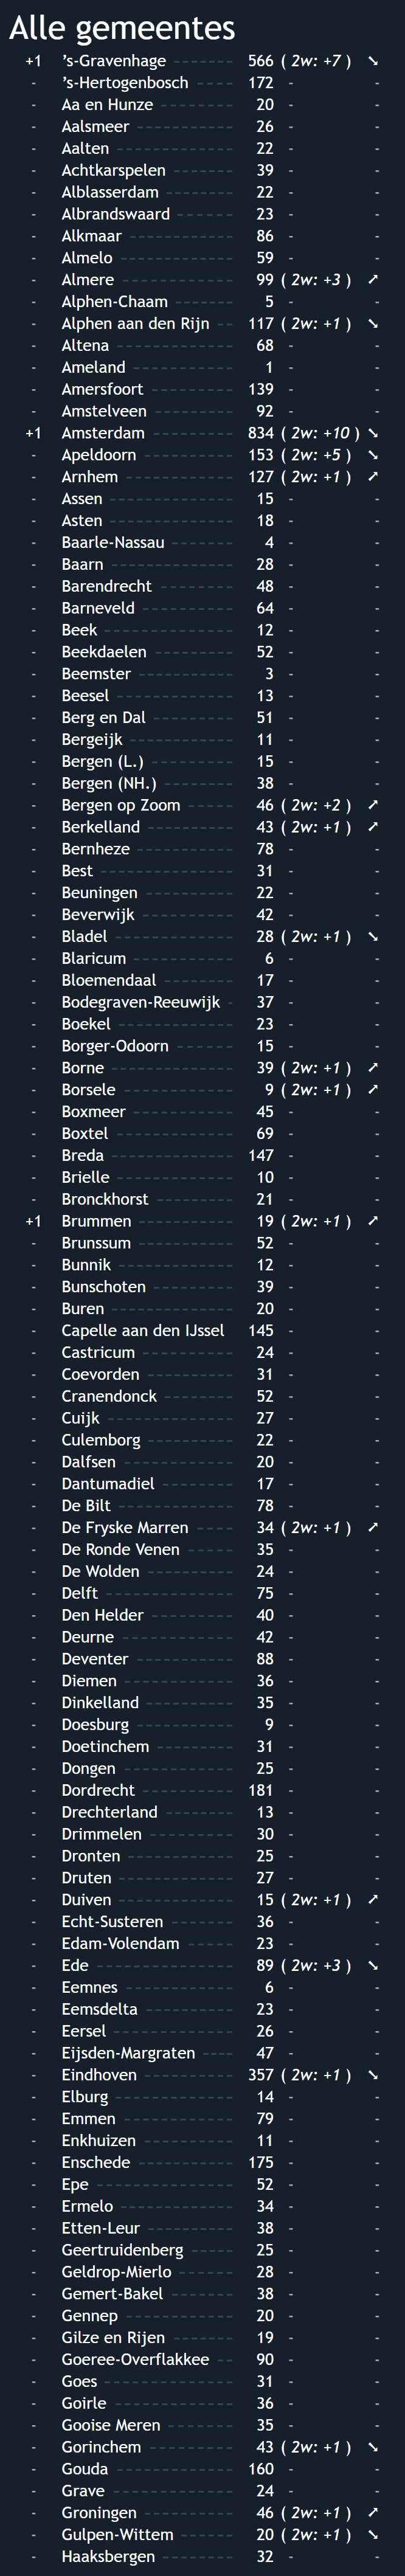 Alle gemeentes
+1 ’s-Gravenhage ------- 566 ( 2w: +7 ) ➘
- ’s-Hertogenbosch ----- 172 - -
- Aa en Hunze --------- 20 - -
- Aalsmeer ----------- 26 - -
- Aalten ------------- 22 - -
- Achtkarspelen ------- 39 - -
- Alblasserdam -------- 22 - -
- Albrandswaard ------- 23 - -
- Alkmaar ------------ 86 - -
- Almelo ------------- 59 - -
- Almere ------------- 99 ( 2w: +3 ) ➚
- Alphen-Chaam ------- 5 - -
- Alphen aan den Rijn -- 117 ( 2w: +1 ) ➘
- Altena ------------- 68 - -
- Ameland ------------ 1 - -
- Amersfoort ---------- 139 - -
- Amstelveen ---------- 92 - -
+1 Amsterdam ---------- 834 ( 2w: +10 ) ➘
- Apeldoorn ----------- 153 ( 2w: +5 ) ➘
- Arnhem ------------- 127 ( 2w: +1 ) ➚
- Assen -------------- 15 - -
- Asten -------------- 18 - -
- Baarle-Nassau ------- 4 - -
- Baarn -------------- 28 - -
- Barendrecht --------- 48 - -
- Barneveld ----------- 64 - -
- Beek --------------- 12 - -
- Beekdaelen ---------- 52 - -
- Beemster ----------- 3 - -
- Beesel ------------- 13 - -
- Berg en Dal ---------- 51 - -
- Bergeijk ------------ 11 - -
- Bergen (L.) ---------- 15 - -
- Bergen (NH.) -------- 38 - -
- Bergen op Zoom ----- 46 ( 2w: +2 ) ➚
- Berkelland ---------- 43 ( 2w: +1 ) ➚
- Bernheze ----------- 78 - -
- Best --------------- 31 - -
- Beuningen ---------- 22 - -
- Beverwijk ----------- 42 - -
- Bladel ------------- 28 ( 2w: +1 ) ➘
- Blaricum ----------- 6 - -
- Bloemendaal -------- 17 - -
- Bodegraven-Reeuwijk - 37 - -
- Boekel ------------- 23 - -
- Borger-Odoorn ------ 15 - -
- Borne -------------- 39 ( 2w: +1 ) ➚
- Borsele ------------ 9 ( 2w: +1 ) ➚
- Boxmeer ----------- 45 - -
- Boxtel ------------- 69 - -
- Breda -------------- 147 - -
- Brielle ------------- 10 - -
- Bronckhorst --------- 21 - -
+1 Brummen ----------- 19 ( 2w: +1 ) ➚
- Brunssum ----------- 52 - -
- Bunnik ------------- 12 - -
- Bunschoten ---------- 39 - -
- Buren -------------- 20 - -
- Capelle aan den IJssel 145 - -
- Castricum ---------- 24 - -
- Coevorden ---------- 31 - -
- Cranendonck -------- 52 - -
- Cuijk -------------- 27 - -
- Culemborg ---------- 22 - -
- Dalfsen ------------ 20 - -
- Dantumadiel --------- 17 - -
- De Bilt ------------- 78 - -
- De Fryske Marren ---- 34 ( 2w: +1 ) ➚
- De Ronde Venen ------ 35 - -
- De Wolden ---------- 24 - -
- Delft -------------- 75 - -
- Den Helder ---------- 40 - -
- Deurne ------------- 42 - -
- Deventer ----------- 88 - -
- Diemen ------------ 36 - -
- Dinkelland ---------- 35 - -
- Doesburg ----------- 9 - -
- Doetinchem --------- 31 - -
- Dongen ------------ 25 - -
- Dordrecht ----------- 181 - -
- Drechterland -------- 13 - -
- Drimmelen ---------- 30 - -
- Dronten ------------ 25 - -
- Druten ------------- 27 - -
- Duiven ------------- 15 ( 2w: +1 ) ➚
- Echt-Susteren ------- 36 - -
- Edam-Volendam ------ 23 - -
- Ede ---------------- 89 ( 2w: +3 ) ➘
- Eemnes ------------ 6 - -
- Eemsdelta ---------- 23 - -
- Eersel -------------- 26 - -
- Eijsden-Margraten ---- 47 - -
- Eindhoven ---------- 357 ( 2w: +1 ) ➘
- Elburg ------------- 14 - -
- Emmen ------------- 79 - -
- Enkhuizen ---------- 11 - -
- Enschede ----------- 175 - -
- Epe ---------------- 52 - -
- Ermelo ------------- 34 - -
- Etten-Leur ---------- 38 - -
- Geertruidenberg ----- 25 - -
- Geldrop-Mierlo ------- 28 - -
- Gemert-Bakel -------- 38 - -
- Gennep ------------ 20 - -
- Gilze en Rijen ------- 19 - -
- Goeree-Overflakkee -- 90 - -
- Goes --------------- 31 - -
- Goirle ------------- 36 - -
- Gooise Meren -------- 35 - -
- Gorinchem ---------- 43 ( 2w: +1 ) ➘
- Gouda ------------- 160 - -
- Grave -------------- 24 - -
- Groningen ---------- 46 ( 2w: +1 ) ➚
- Gulpen-Wittem ------ 20 ( 2w: +1 ) ➘
- Haaksbergen -------- 32 - -